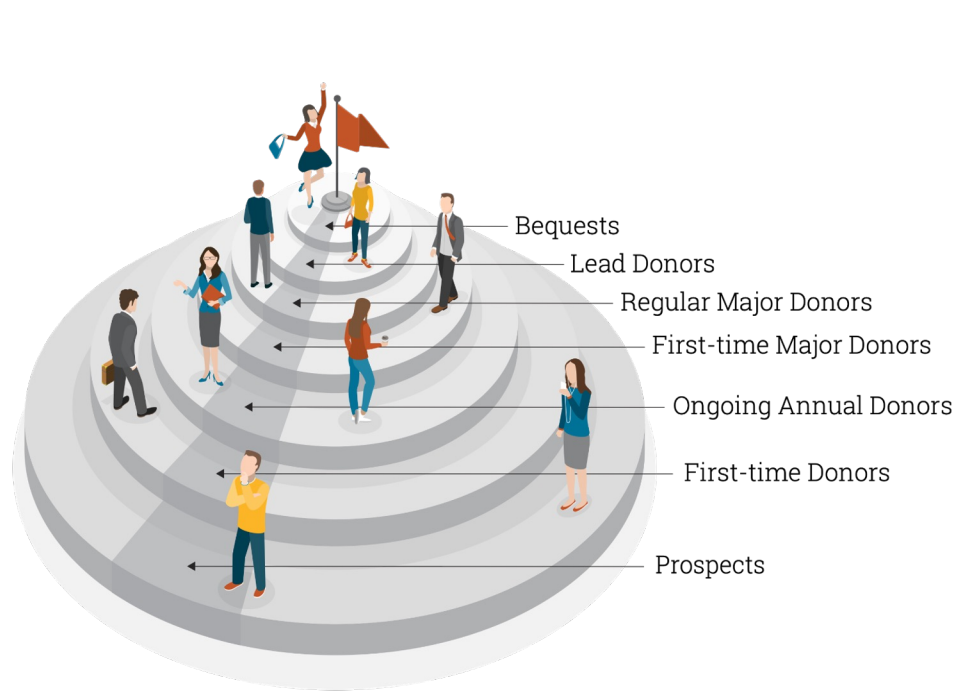 Bequests
Lead Donors
Regular Major Donors
First-time Major Donors
Ongoing Annual Donors
First-time Donors
Prospects